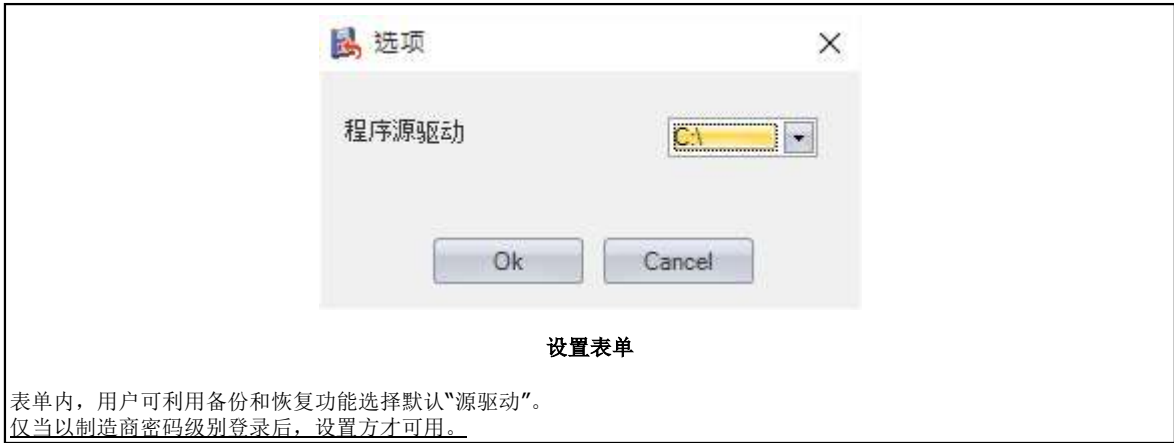 选项
程序源驱动
C:\
Ok
Cancel
设置表单
表单内，用户可利用备份和恢复功能选择默认“源驱动”。
仅当以制造商密码级别登录后，设置方才可用。